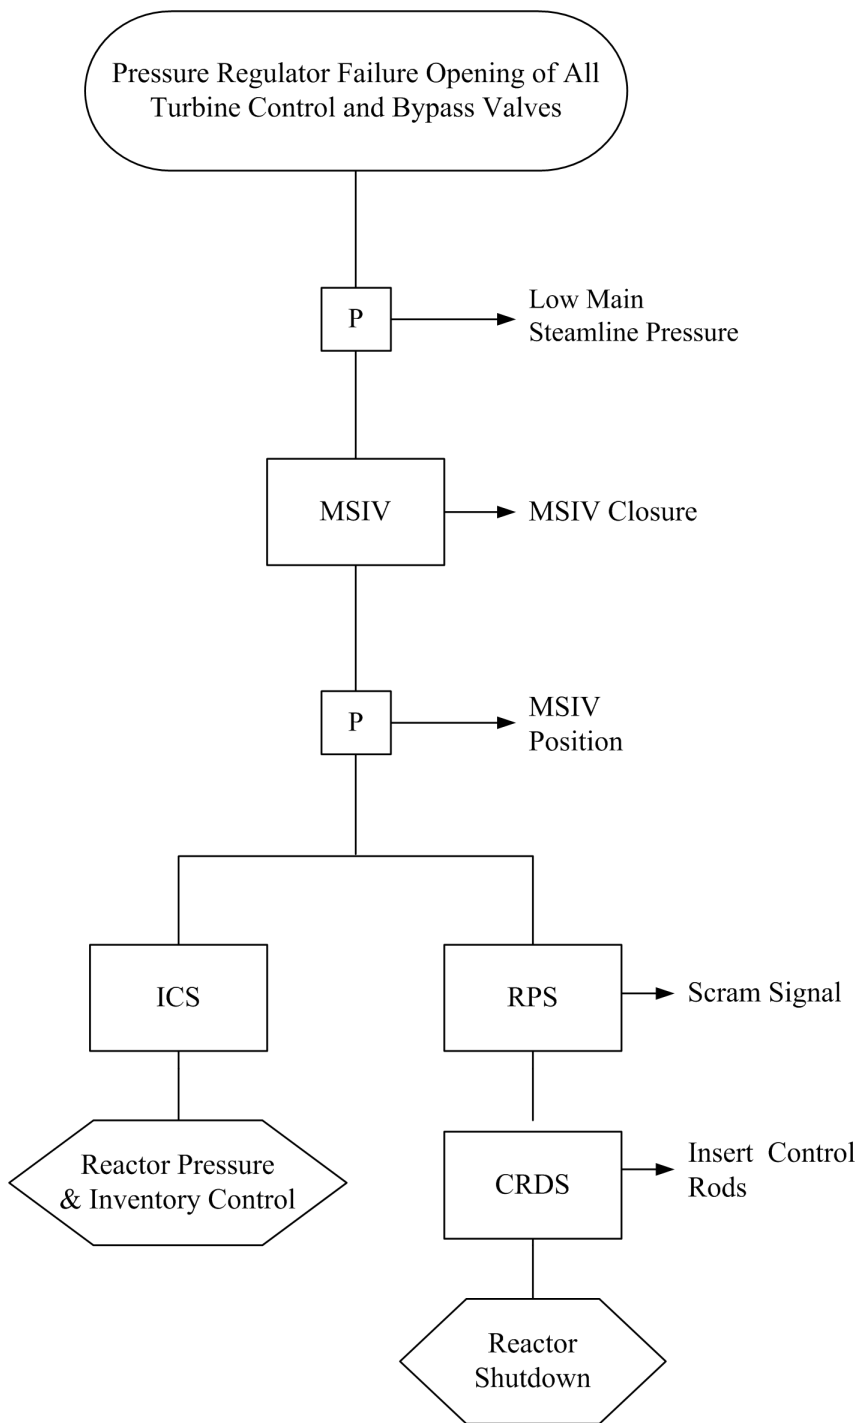 Pressure Regulator Failure Opening of All
Turbine Control and Bypass Valves
P
Low Main
Steamline Pressure
MSIV
MSIV Closure
P
MSIV
Position
ICS
RPS
Scram Signal
Reactor Pressure
& Inventory Control
CRDS
Insert Control
Rods
Reactor
Shutdown